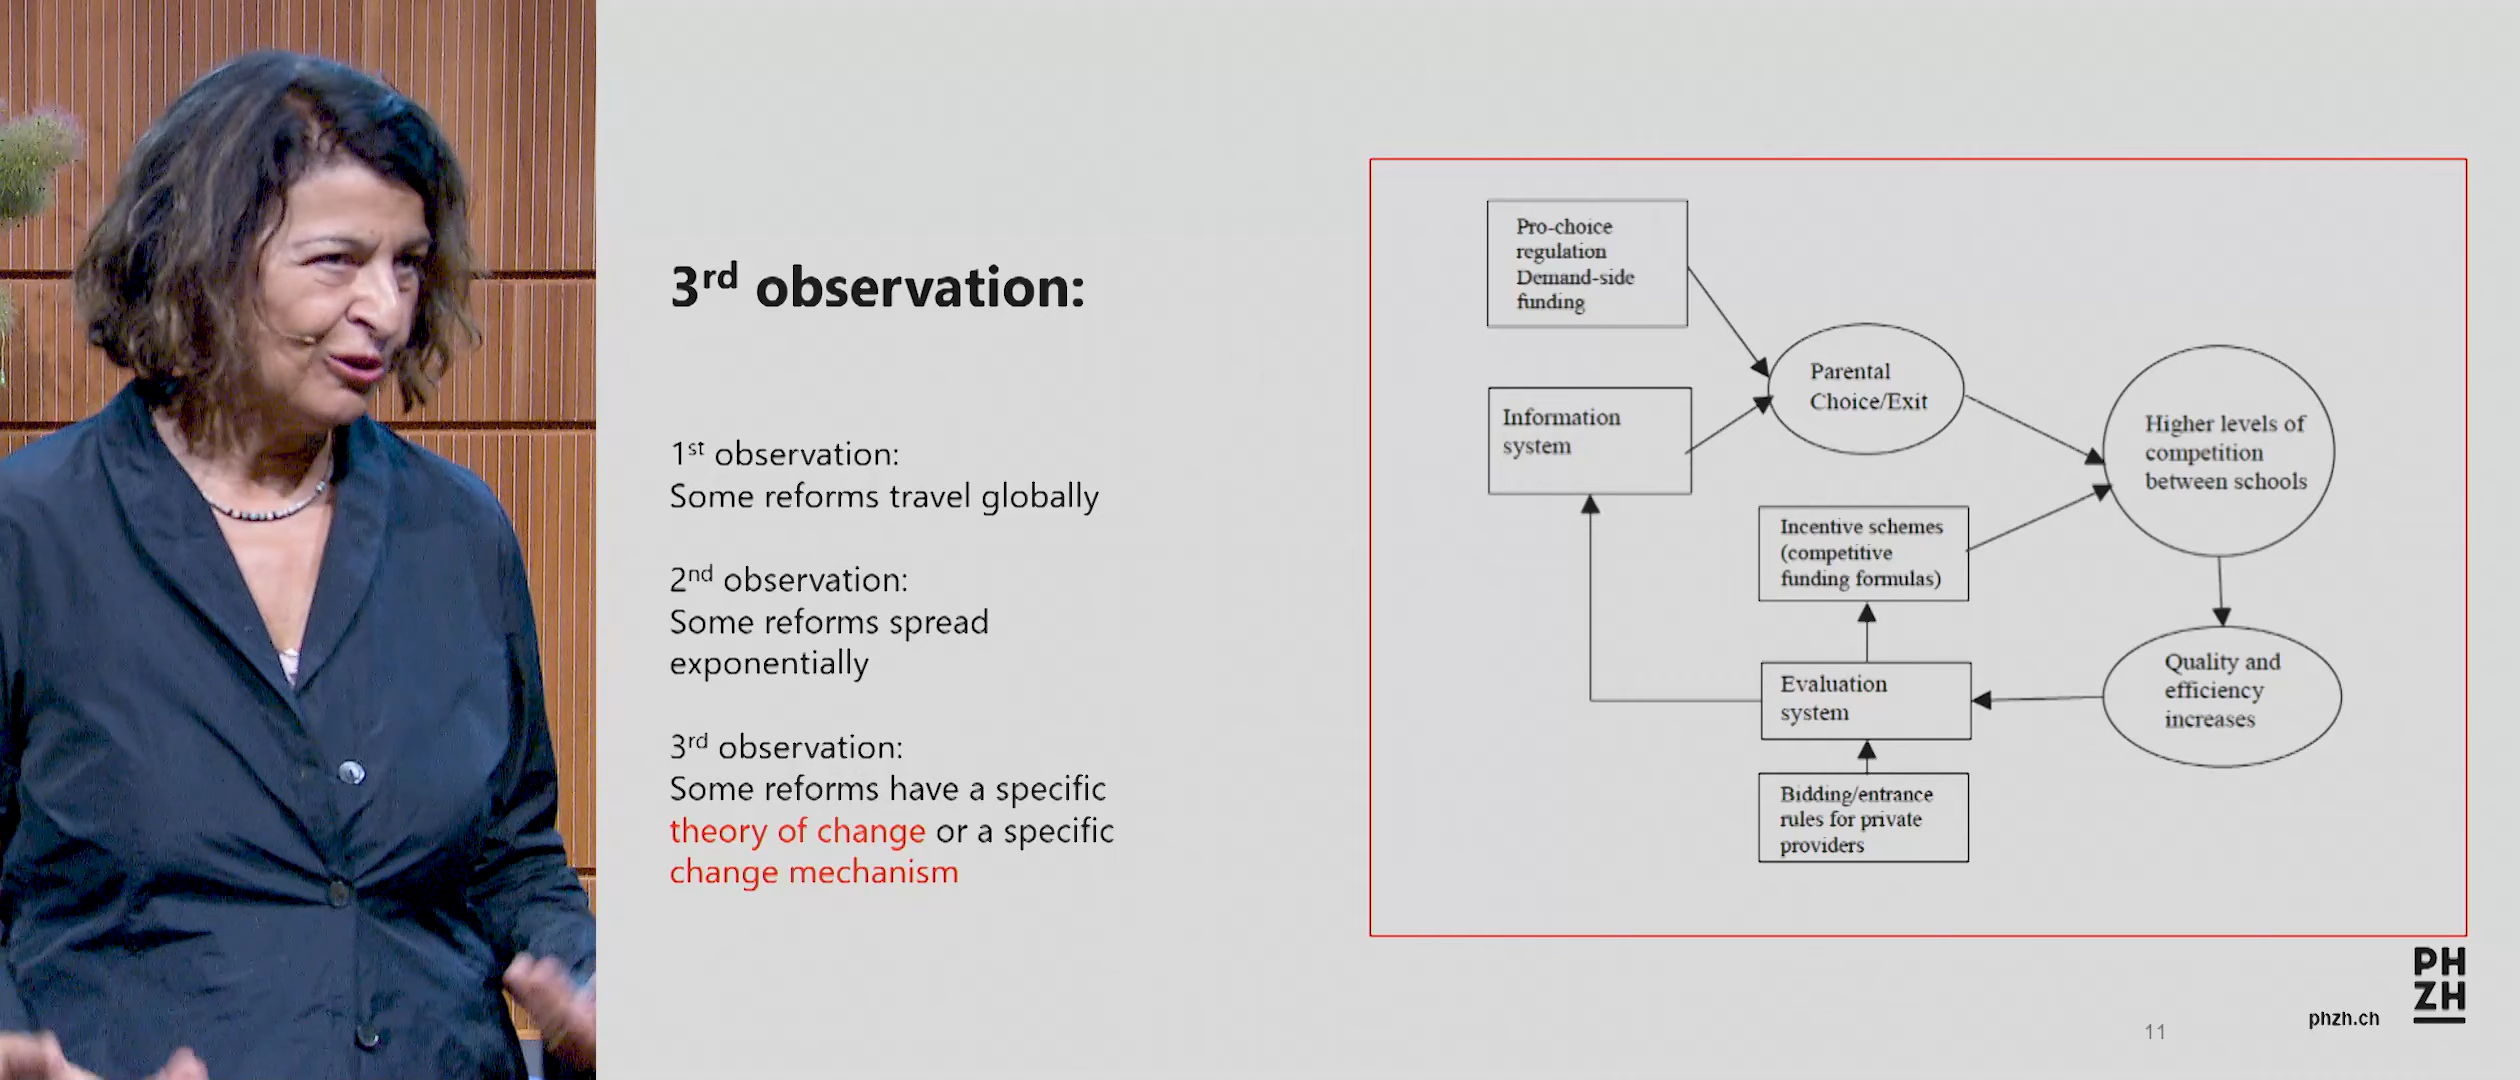 3rd observation:
1st observation:
Some reforms travel globally
2nd observation:
Some reforms spread
exponentially
3rd observation:
Some reforms have a specific
theory of change or a specific
change mechanism
Pro-choice
regulation
Demand-side
funding
Parental
Choice/Exit
Information
system
Higher levels of
competition
between schools
Incentive schemes
(competitive
funding formulas)
Evaluation
system
Quality and
efficiency
increases
Bidding/entrance
rules for private
providers
PH
ZH
phzh.ch
11